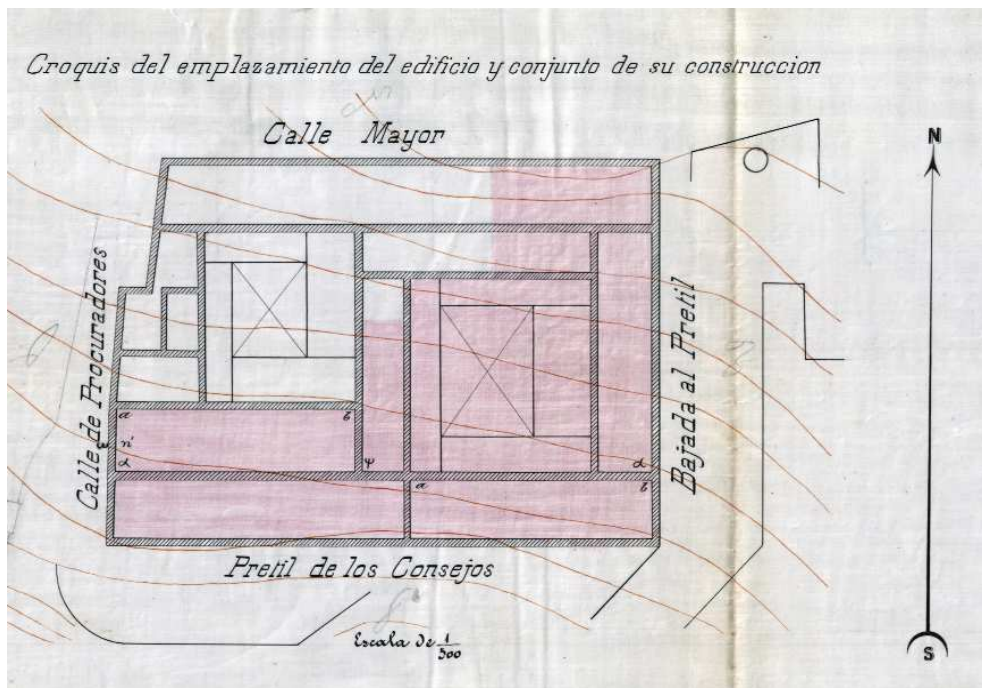 Croquis del emplazamiento del edificio y conjunto de su construccion
Calle Mayor
N
Calle de Procuradores
Bajada al Pretil
a
b
n'
d
φ
d
a
b
Pretil de los Consejos
Escala de 1/500
S